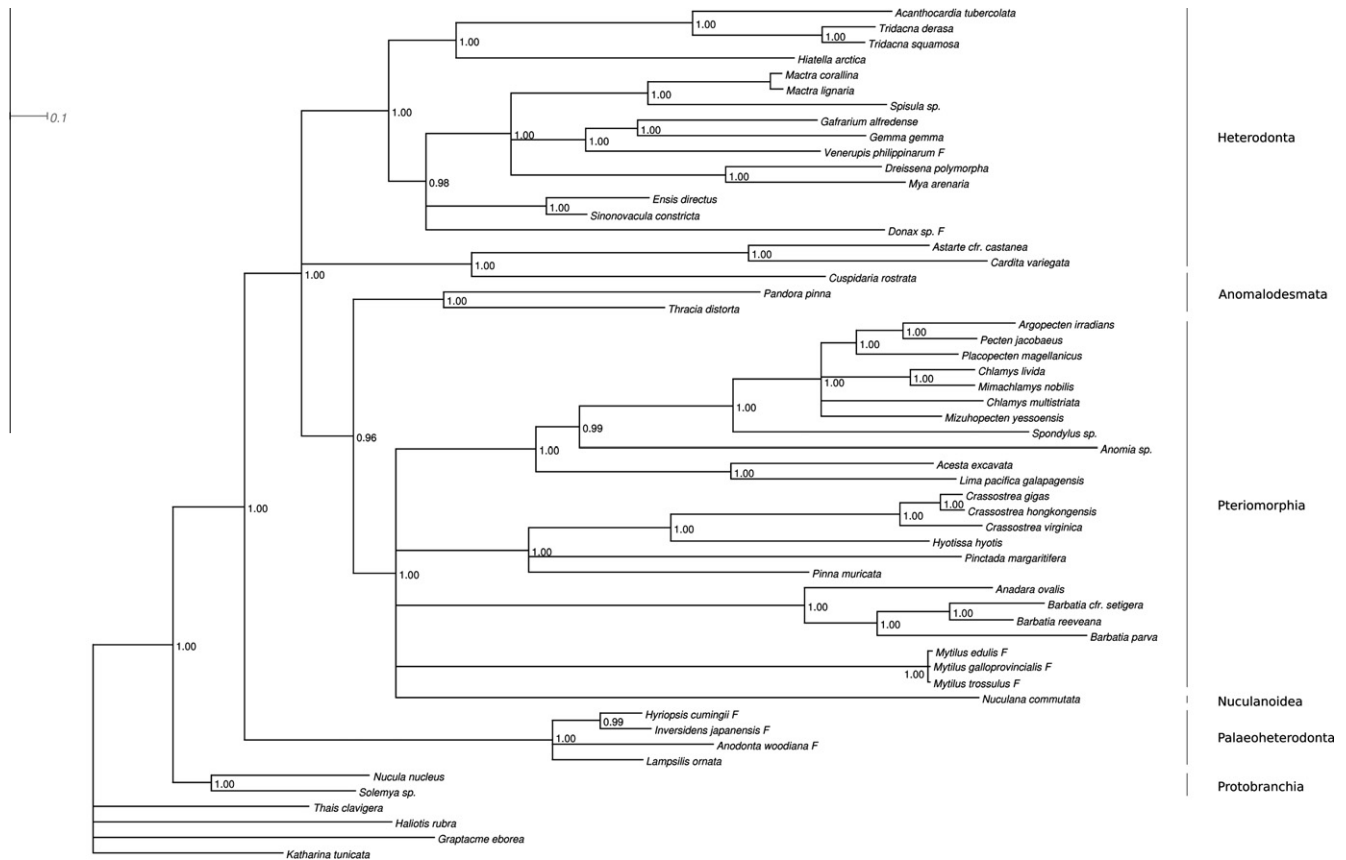 Acanthocardia tubercolata
1.00
Tridacna derasa
1.00
1.00
Tridacna squamosa
Hiatella arctica
Mactra corallina
1.00
Mactra lignaria
Spisula sp.
1.00
0.1
Gafrarium alfredense
1.00
1.00
Gemma gemma
1.00
Heterodonta
Venerupis philippinarum F
Dreissena polymorpha
1.00
0.98
Mya arenaria
Ensis directus
1.00
Sinonovacula constricta
Donax sp. F
Astarte cfr. castanea
1.00
Cardita variegata
1.00
1.00
Cuspidaria rostrata
Pandora pinna
Anomalodesmata
1.00
Thracia distorta
Argopecten irradians
1.00
Pecten jacobaeus
1.00
Placopecten magellanicus
Chlamys livida
1.00
1.00
Mimachlamys nobilis
Chlamys multistriata
1.00
Mizuhopecten yessoensis
0.99
Spondylus sp.
0.96
1.00
Anomia sp.
Acesta excavata
1.00
Lima pacifica galapagensis
Crassostrea gigas
1.00
1.00
Crassostrea hongkongensis
Pteriomorphia
1.00
Crassostrea virginica
1.00
Hyotissa hyotis
1.00
Pinctada margaritifera
1.00
Pinna muricata
Anadara ovalis
1.00
Barbatia cfr. setigera
1.00
1.00
Barbatia reeveana
Barbatia parva
1.00
Mytilus edulis F
Mytilus galloprovincialis F
1.00
Mytilus trossulus F
Nuculana commutata
Nuculanoidea
Hyriopsis cumingii F
0.99
Inversidens japanensis F
1.00
Anodonta woodiana F
Palaeoheterodonta
Lampsilis ornata
Nucula nucleus
1.00
Solemya sp.
Protobranchia
Thais clavigera
Haliotis rubra
Graptacme eborea
Katharina tunicata